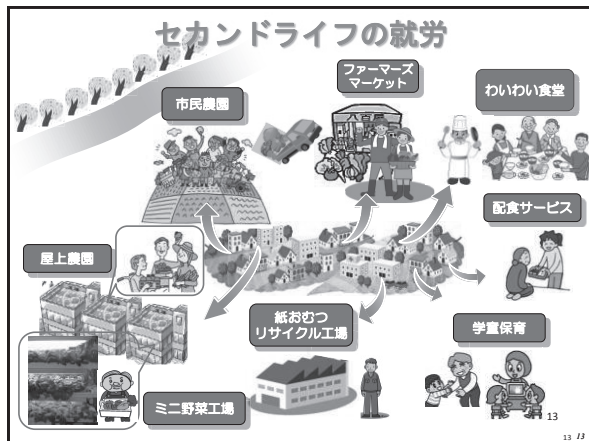 セカンドライフの就労
ファーマーズ
マーケット
わいわい食堂
市民農園
八百屋
配食サービス
屋上農園
紙おむつ
リサイクル工場
学童保育
ミニ野菜工場
13
13 13